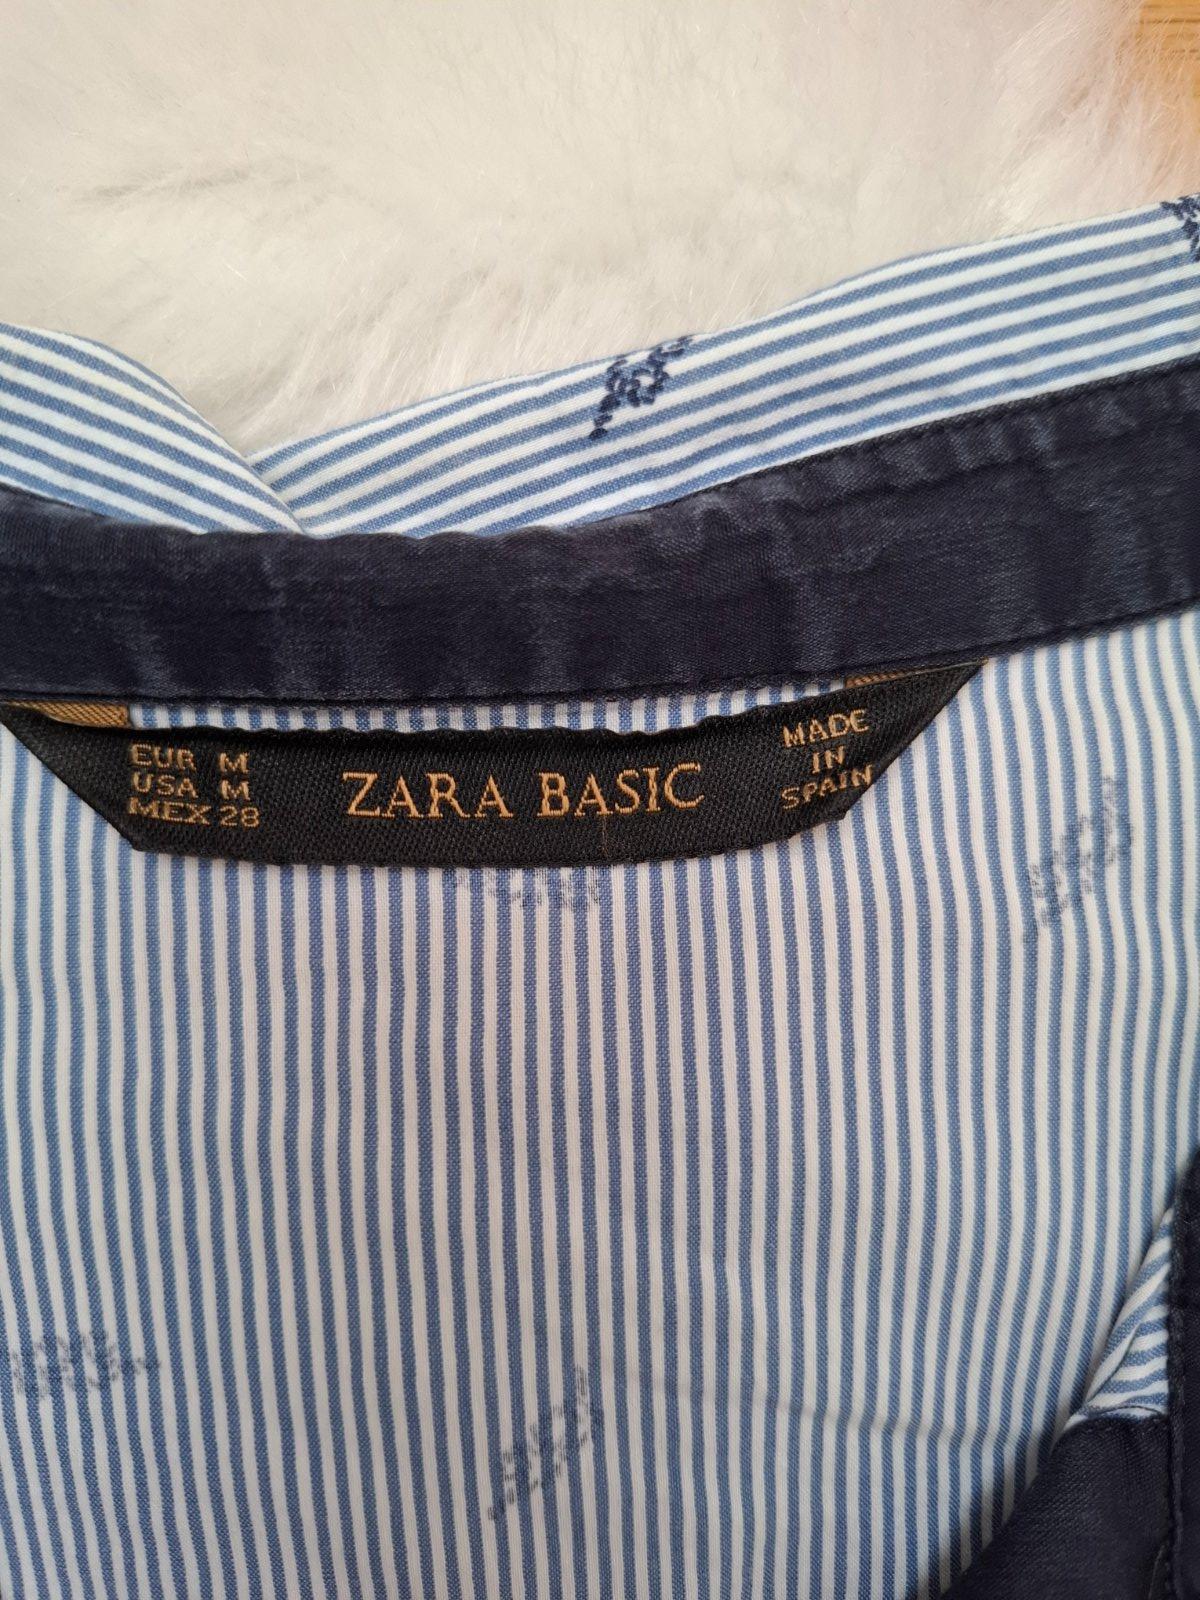 EUR M
USA M
MEX 28
ZARA BASIC
MADE
IN
SPAIN